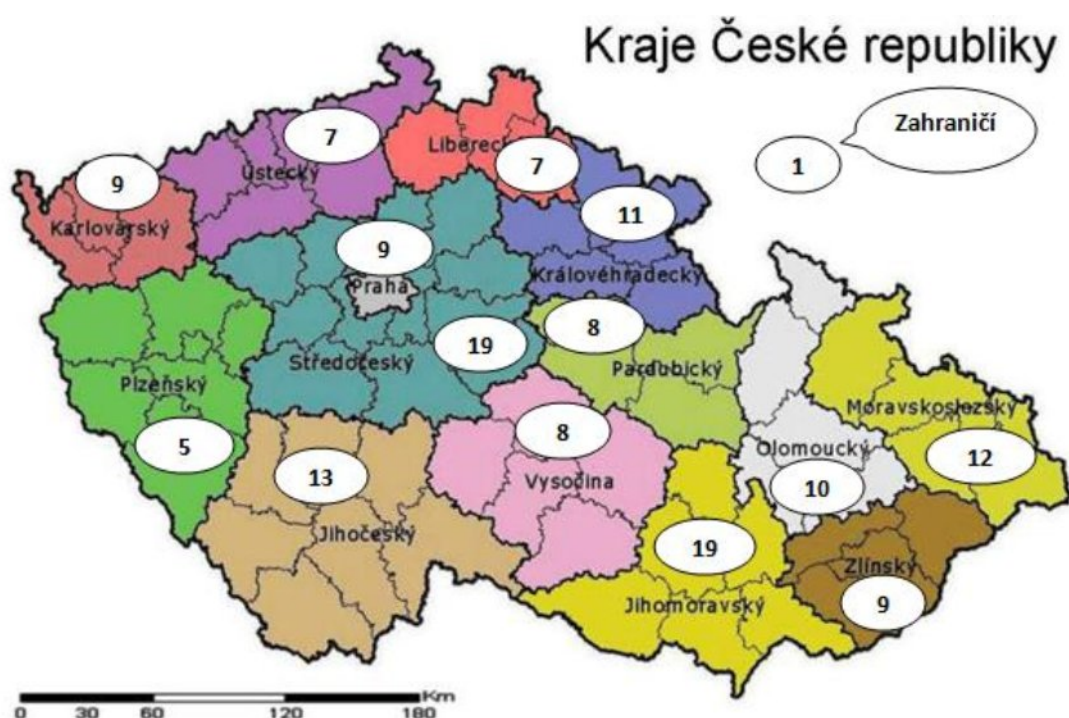 Kraje České republiky
Zahraničí
1
7
Liberec
7
Ústecký
9
Karlovarský
11
9
Praha
Královéhradecký
8
19
Středočeský
Pardubický
Plzeňský
Moravskoslezský
5
8
Olomoucký
12
13
Vysočina
10
Jihočeský
19
Zlínský
9
Jihomoravský
Km
0 30 60 120 180